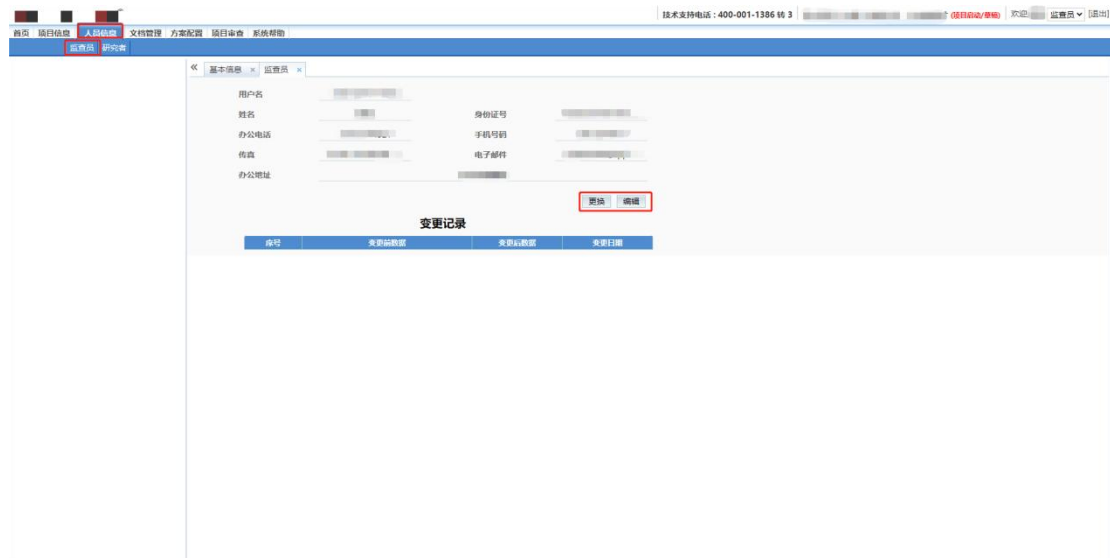 技术支持电话：400-001-1386 转 3 (项目启动/草稿) 欢迎: 监查员 [退出]
首页 项目信息 人员信息 文档管理 方案配置 项目审查 系统帮助
监查员 研究者
« 基本信息 × 监查员 ×
用户名
姓名 身份证号
办公电话 手机号码
传真 电子邮件
办公地址
更换 编辑
变更记录
序号 变更前数据 变更后数据 变更日期